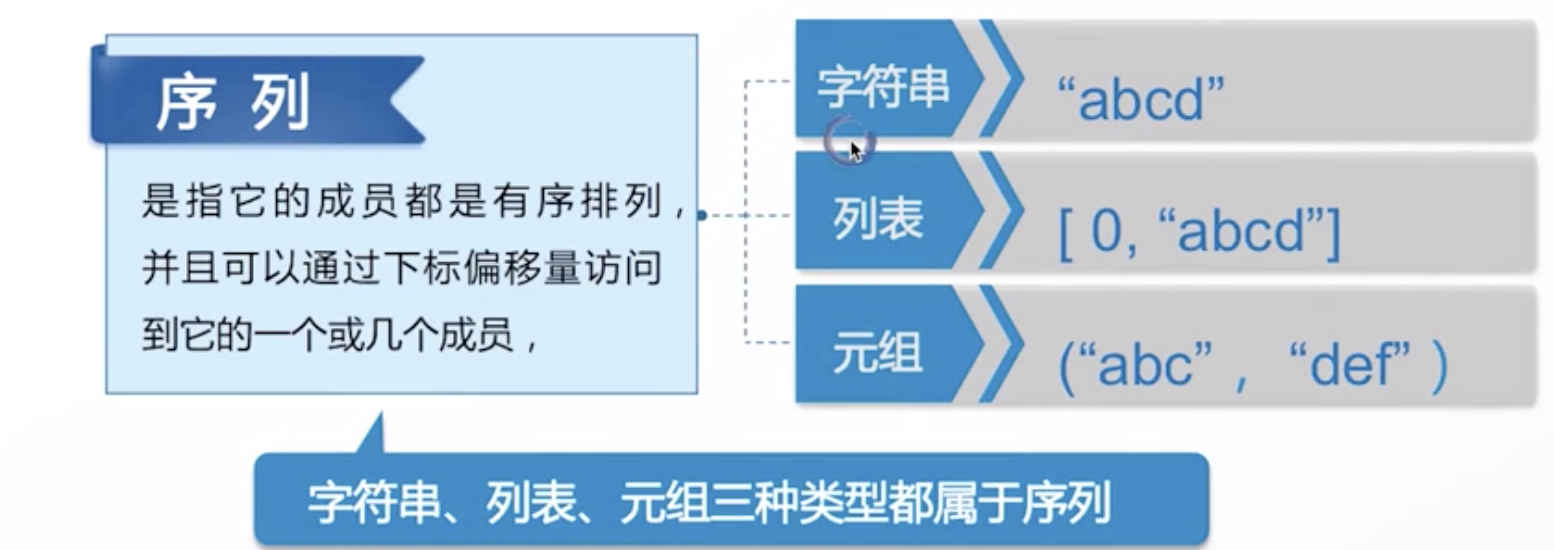 序 列
是指它的成员都是有序排列，
并且可以通过下标偏移量访问
到它的一个或几个成员，
字符串
“abcd”
列表
[ 0, “abcd”]
元组
(“abc” ， “def” )
字符串、列表、元组三种类型都属于序列